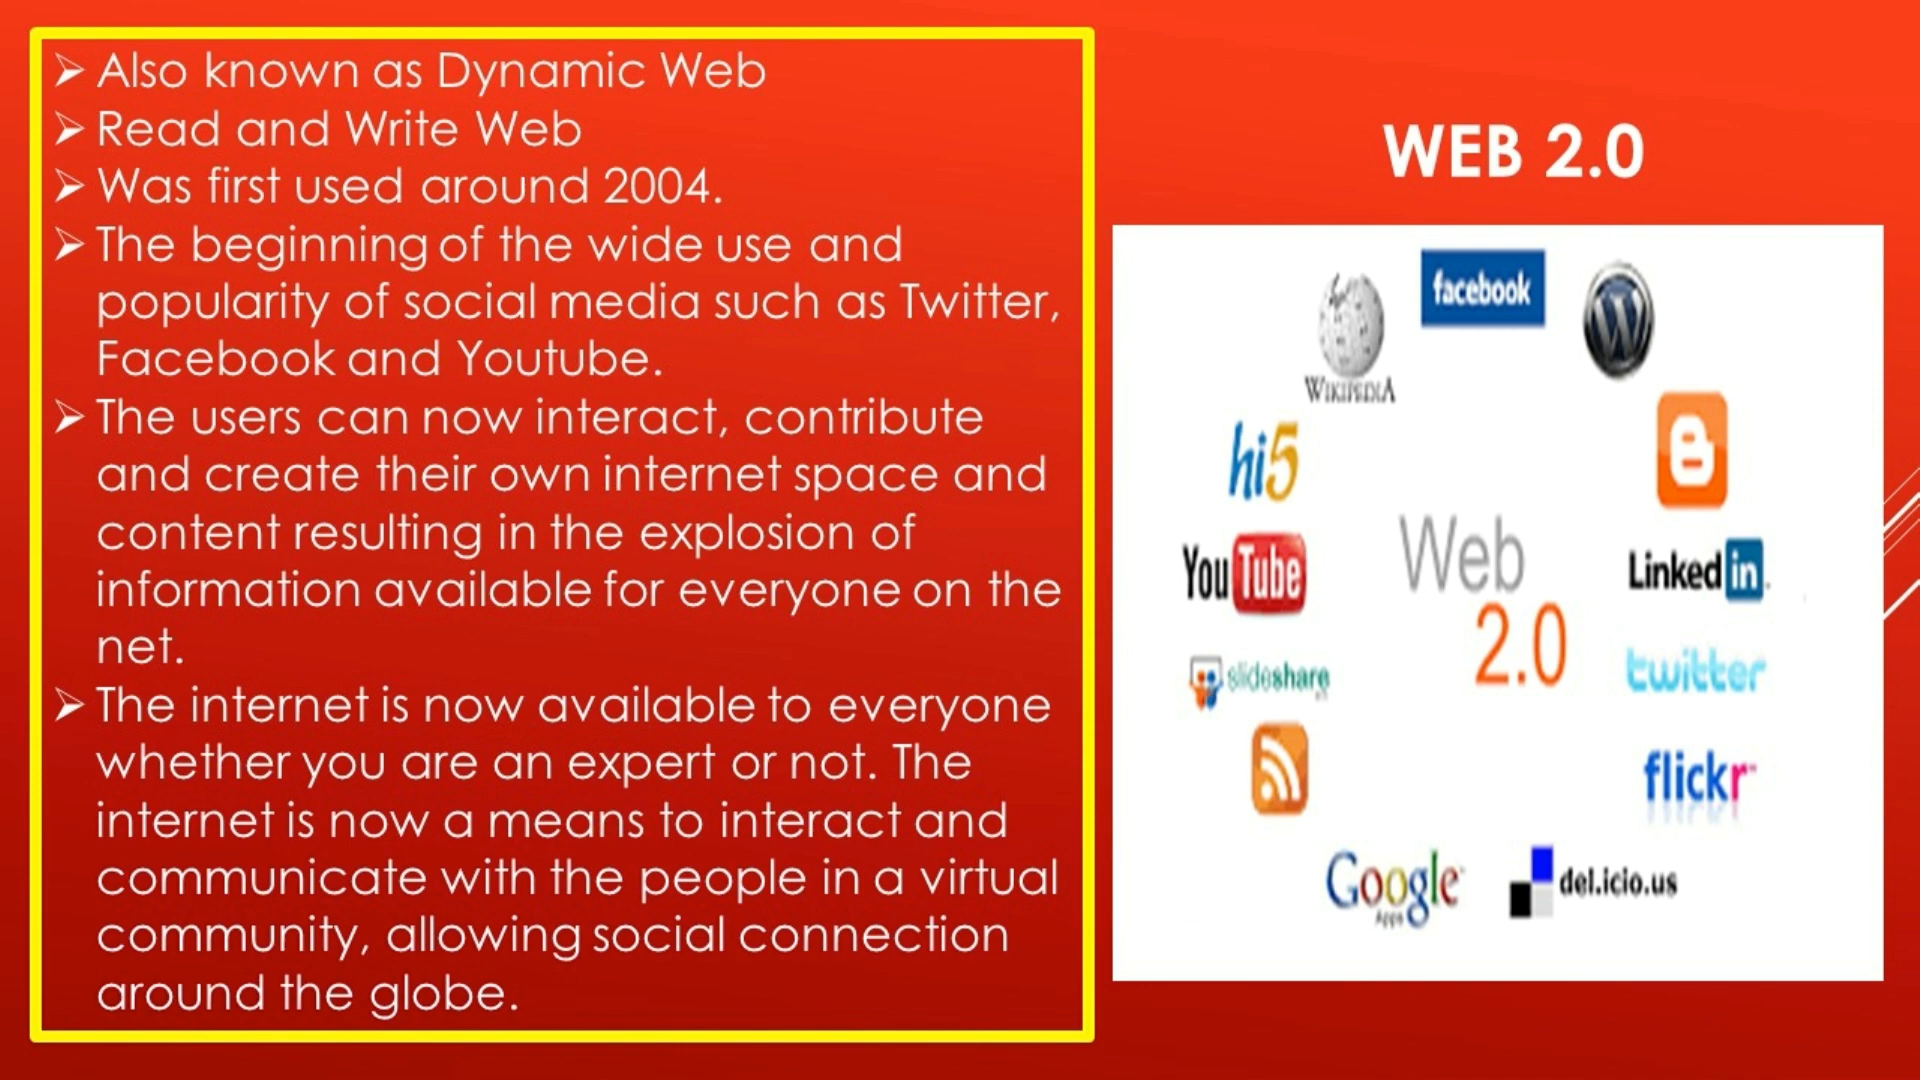 ➢ Also known as Dynamic Web
➢ Read and Write Web
➢ Was first used around 2004.
➢ The beginning of the wide use and
popularity of social media such as Twitter,
Facebook and Youtube.
➢ The users can now interact, contribute
and create their own internet space and
content resulting in the explosion of
information available for everyone on the
net.
➢ The internet is now available to everyone
whether you are an expert or not. The
internet is now a means to interact and
communicate with the people in a virtual
community, allowing social connection
around the globe.
WEB 2.0
facebook
W
WIKIPEDIA
hi5
B
YouTube
Web
2.0
Linked in
slideshare
twitter
flickr
Google
Apps
del.icio.us